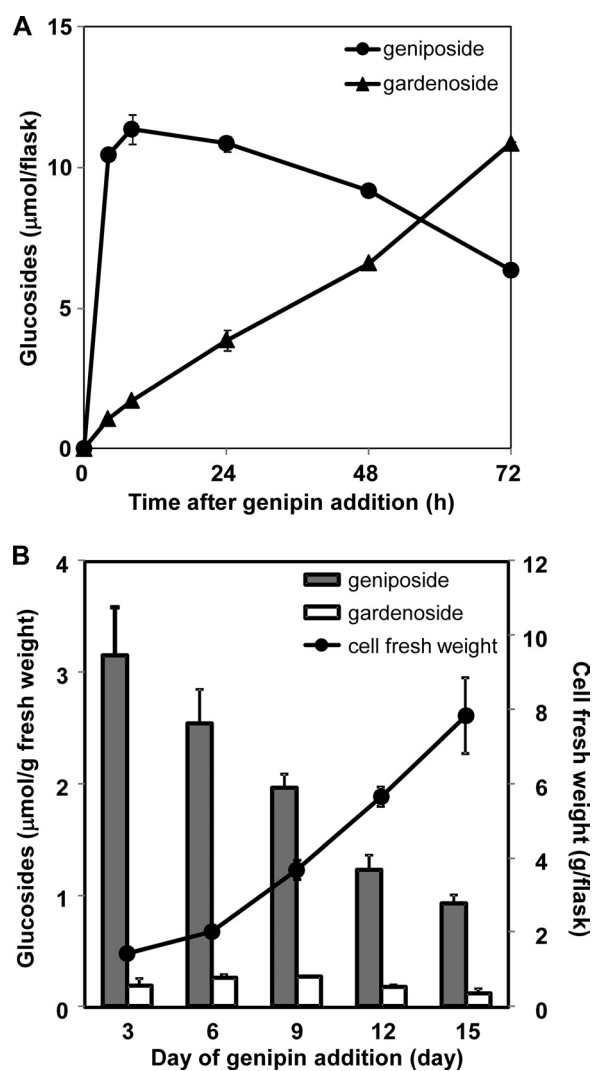 A
15
10
5
0
Glucosides (μmol/flask)
geniposide
gardenoside
0 24 48 72
Time after genipin addition (h)
B
4
3
2
1
0
Glucosides (μmol/g fresh weight)
geniposide
gardenoside
cell fresh weight
12
10
8
6
4
2
0
Cell fresh weight (g/flask)
3 6 9 12 15
Day of genipin addition (day)